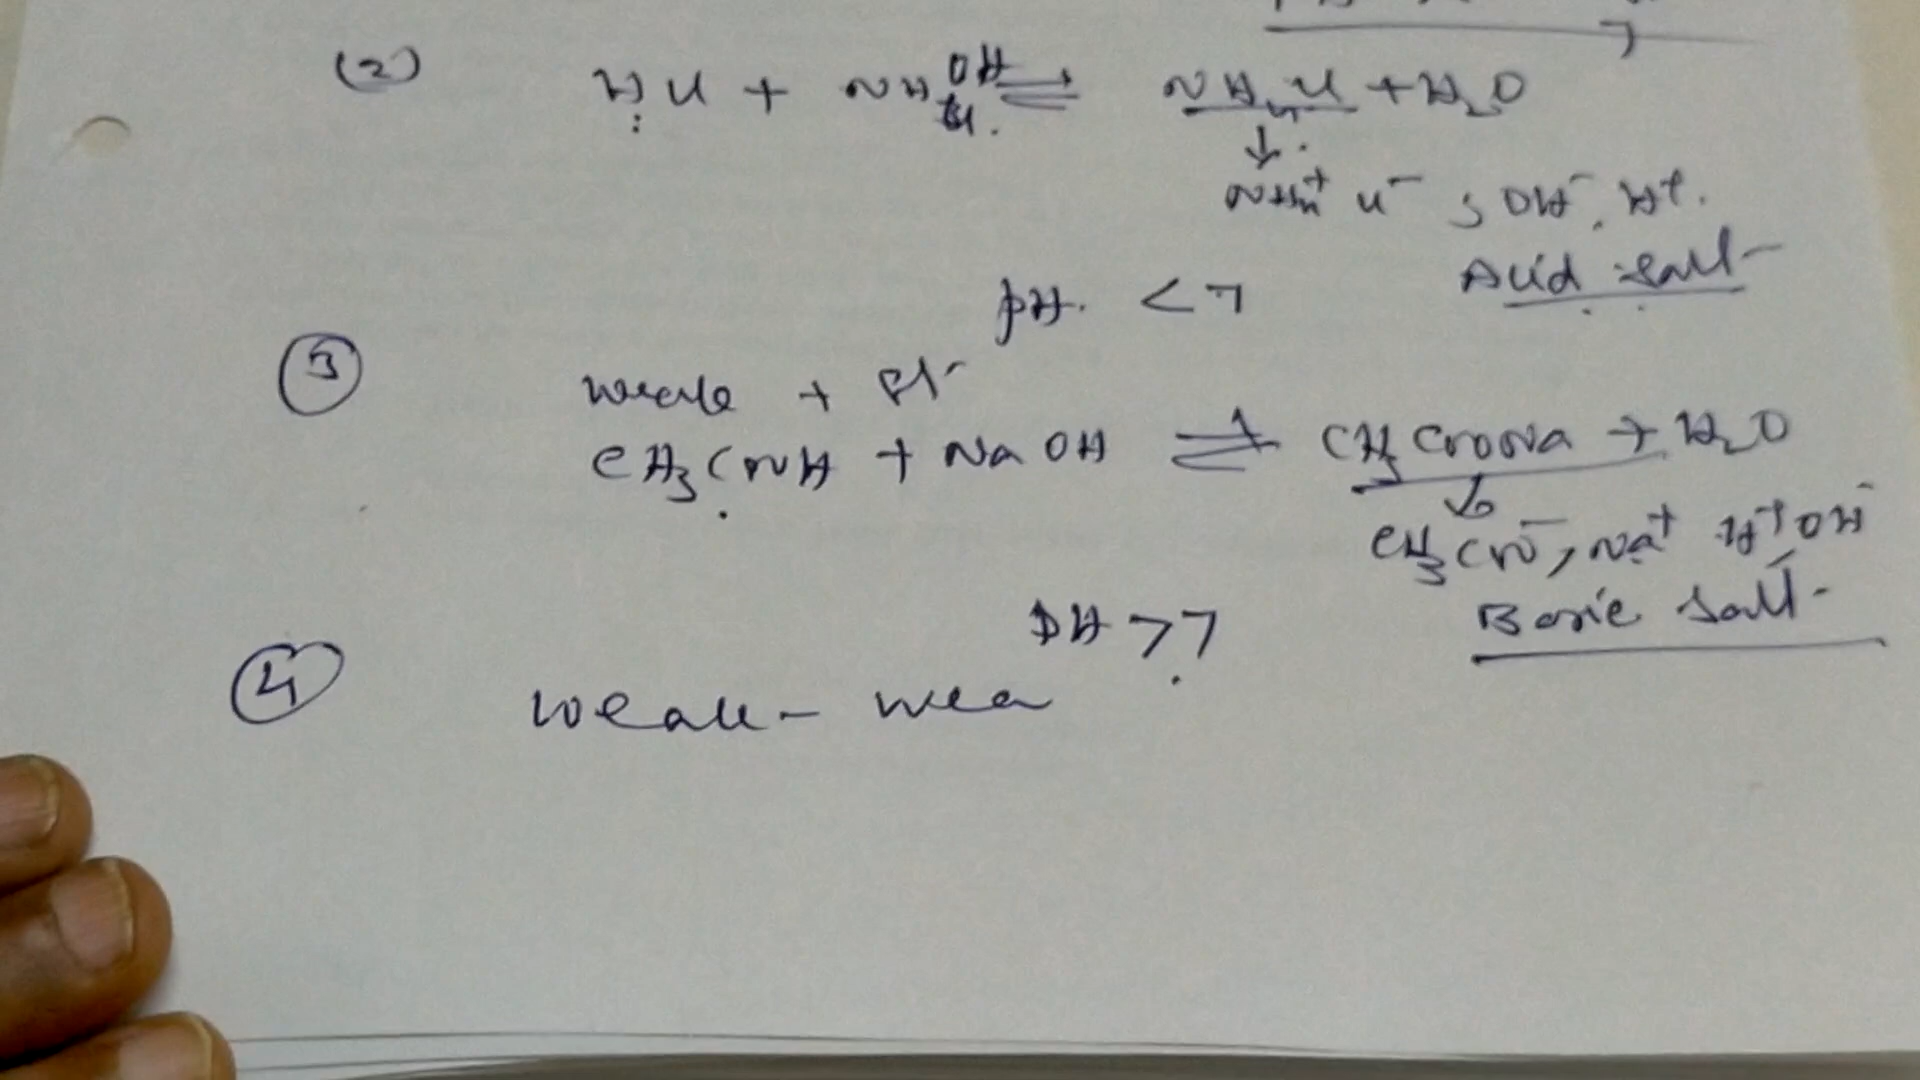 (2) HCl + NH4OH ⇌ NH4Cl + H2O
↓
NH4+ Cl- , OH- , H+.
Acid salt
pH. < 7
(3) weak + st
CH3COOH + NaOH ⇌ CH3COONa + H2O
↓
CH3COO-, Na+ H+ OH-
Basic salt
pH > 7
(4) weak - wea